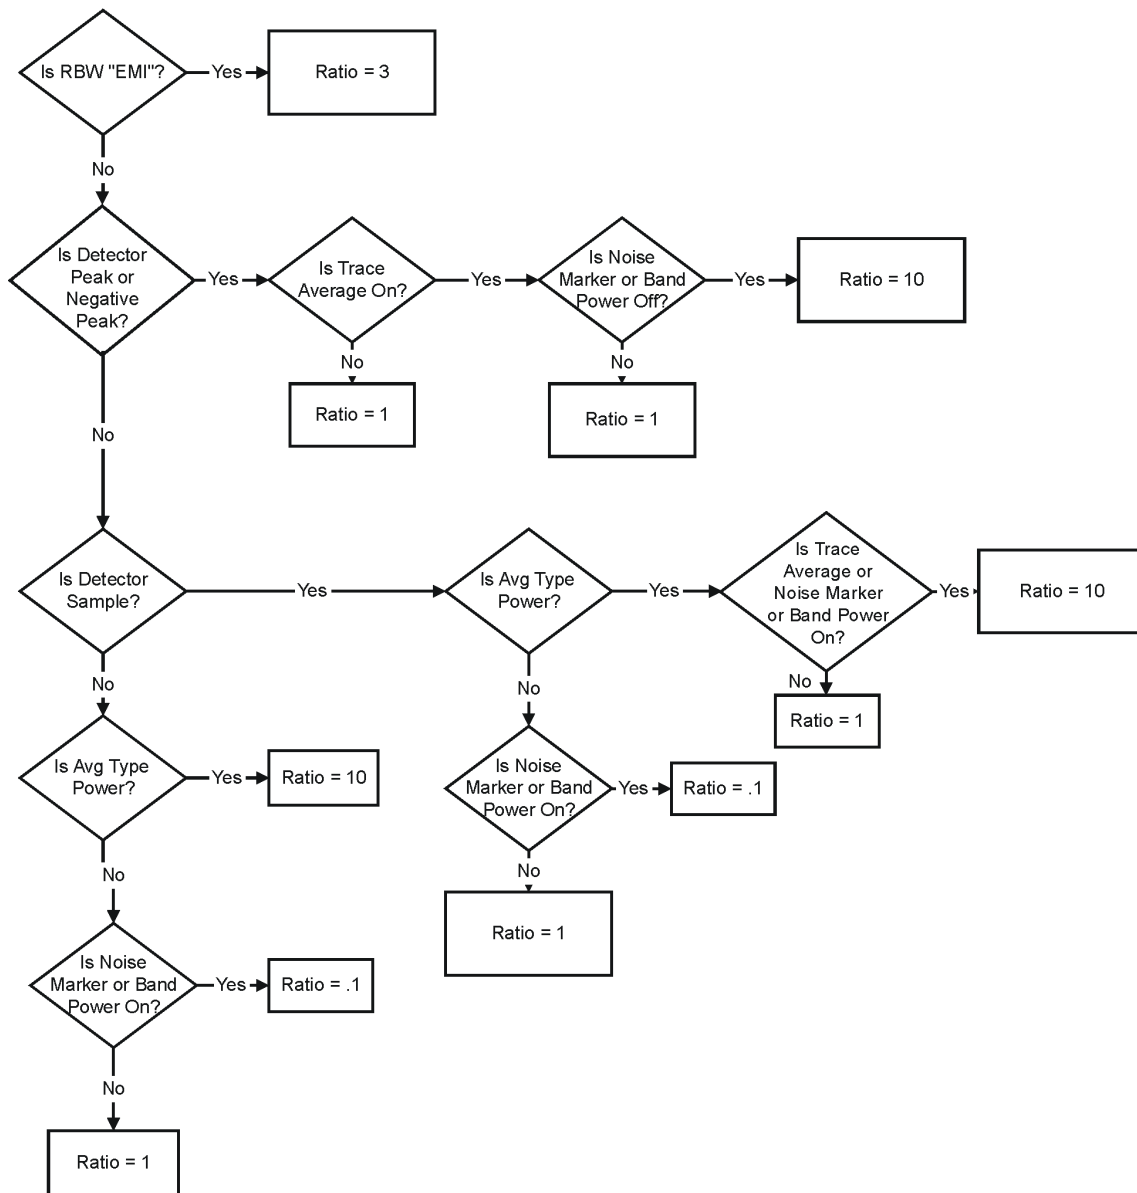 Is RBW "EMI"?
Yes
Ratio = 3
No
Is Detector
Peak or
Negative
Peak?
Yes
Is Trace
Average On?
Yes
Is Noise
Marker or Band
Power Off?
Yes
Ratio = 10
No
Ratio = 1
No
Ratio = 1
No
Is Detector
Sample?
Yes
Is Avg Type
Power?
Yes
Is Trace
Average or
Noise Marker
or Band Power
On?
Yes
Ratio = 10
No
Ratio = 1
No
Is Noise
Marker or Band
Power On?
Yes
Ratio = .1
No
Ratio = 1
No
Is Avg Type
Power?
Yes
Ratio = 10
No
Is Noise
Marker or Band
Power On?
Yes
Ratio = .1
No
Ratio = 1